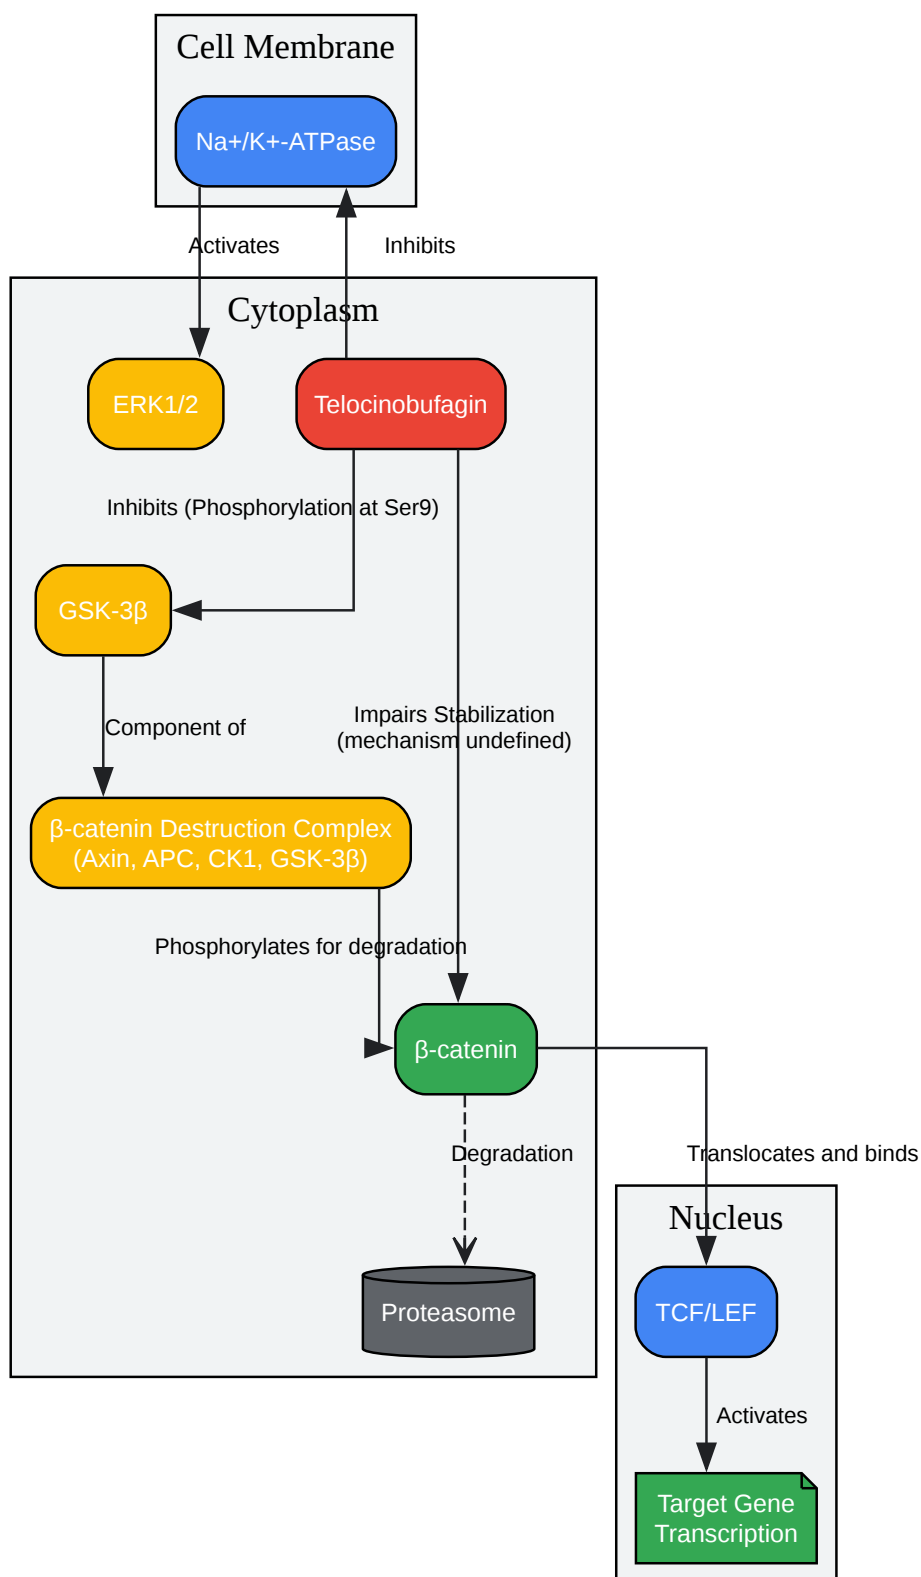 Cell Membrane
Na+/K+-ATPase
Activates
Inhibits
Cytoplasm
ERK1/2
Telocinobufagin
Inhibits (Phosphorylation at Ser9)
GSK-3β
Component of
Impairs Stabilization
(mechanism undefined)
β-catenin Destruction Complex
(Axin, APC, CK1, GSK-3β)
Phosphorylates for degradation
β-catenin
Degradation
Translocates and binds
Nucleus
Proteasome
TCF/LEF
Activates
Target Gene
Transcription